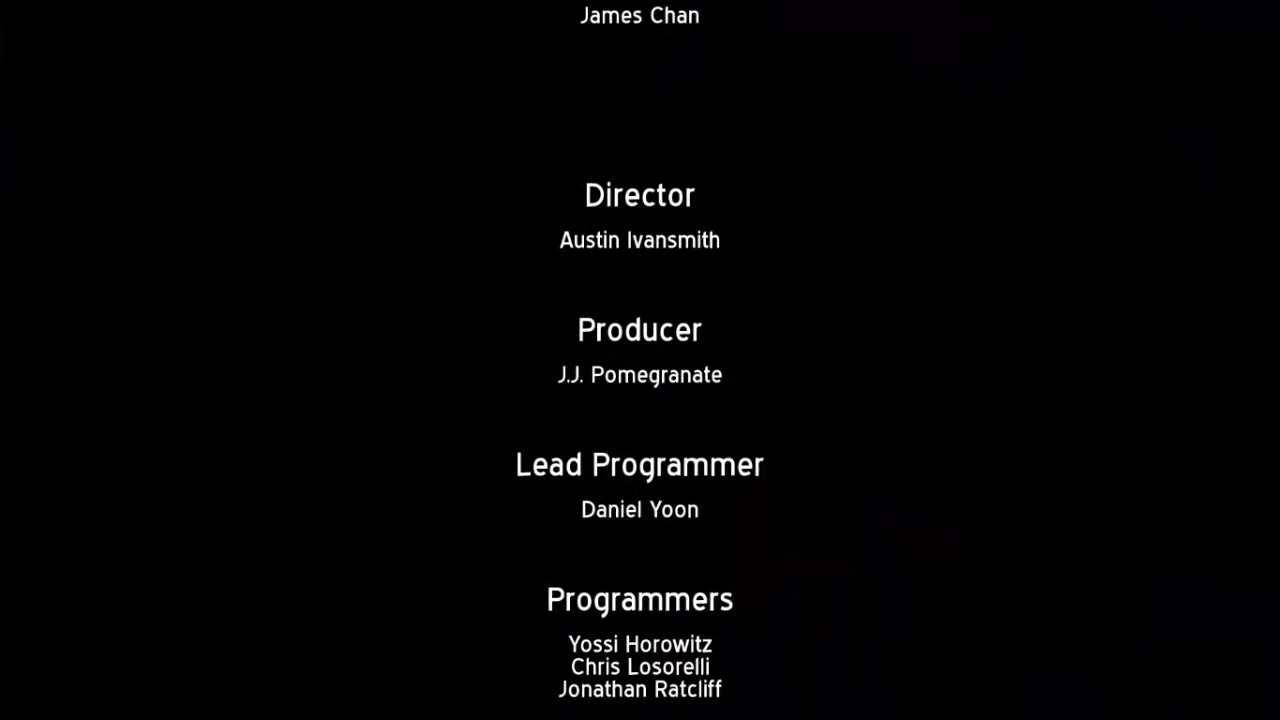 James Chan
Director
Austin Ivansmith
Producer
J.J. Pomegranate
Lead Programmer
Daniel Yoon
Programmers
Yossi Horowitz
Chris Losorelli
Jonathan Ratcliff